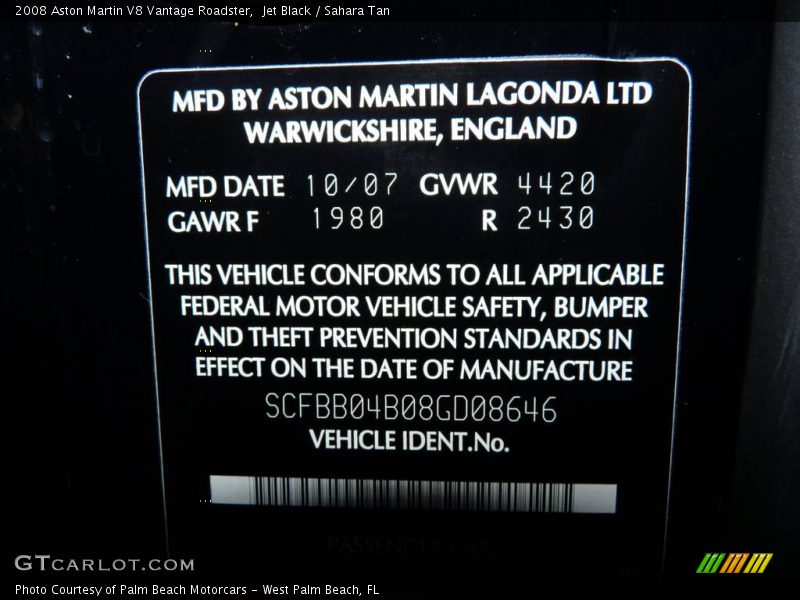 2008 Aston Martin V8 Vantage Roadster,  Jet Black / Sahara Tan
MFD BY ASTON MARTIN LAGONDA LTD
WARWICKSHIRE, ENGLAND
MFD DATE 10/07 GVWR 4420
GAWR F 1980 R 2430
THIS VEHICLE CONFORMS TO ALL APPLICABLE
FEDERAL MOTOR VEHICLE SAFETY, BUMPER
AND THEFT PREVENTION STANDARDS IN
EFFECT ON THE DATE OF MANUFACTURE
SCFBB04B08GD08646
VEHICLE IDENT.No.
PASSENGER CAR
GTCARLOT.COM
Photo Courtesy of Palm Beach Motorcars - West Palm Beach, FL